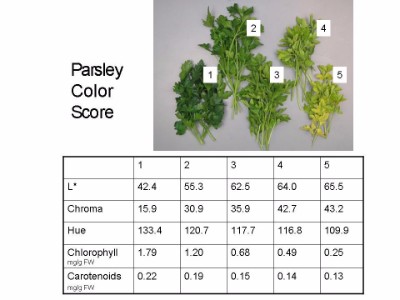 2
4
Parsley
Color
Score
1
3
5
1 2 3 4 5
L* 42.4 55.3 62.5 64.0 65.5
Chroma 15.9 30.9 35.9 42.7 43.2
Hue 133.4 120.7 117.7 116.8 109.9
Chlorophyll 1.79 1.20 0.68 0.49 0.25
mg/g FW
Carotenoids 0.22 0.19 0.15 0.14 0.13
mg/g FW